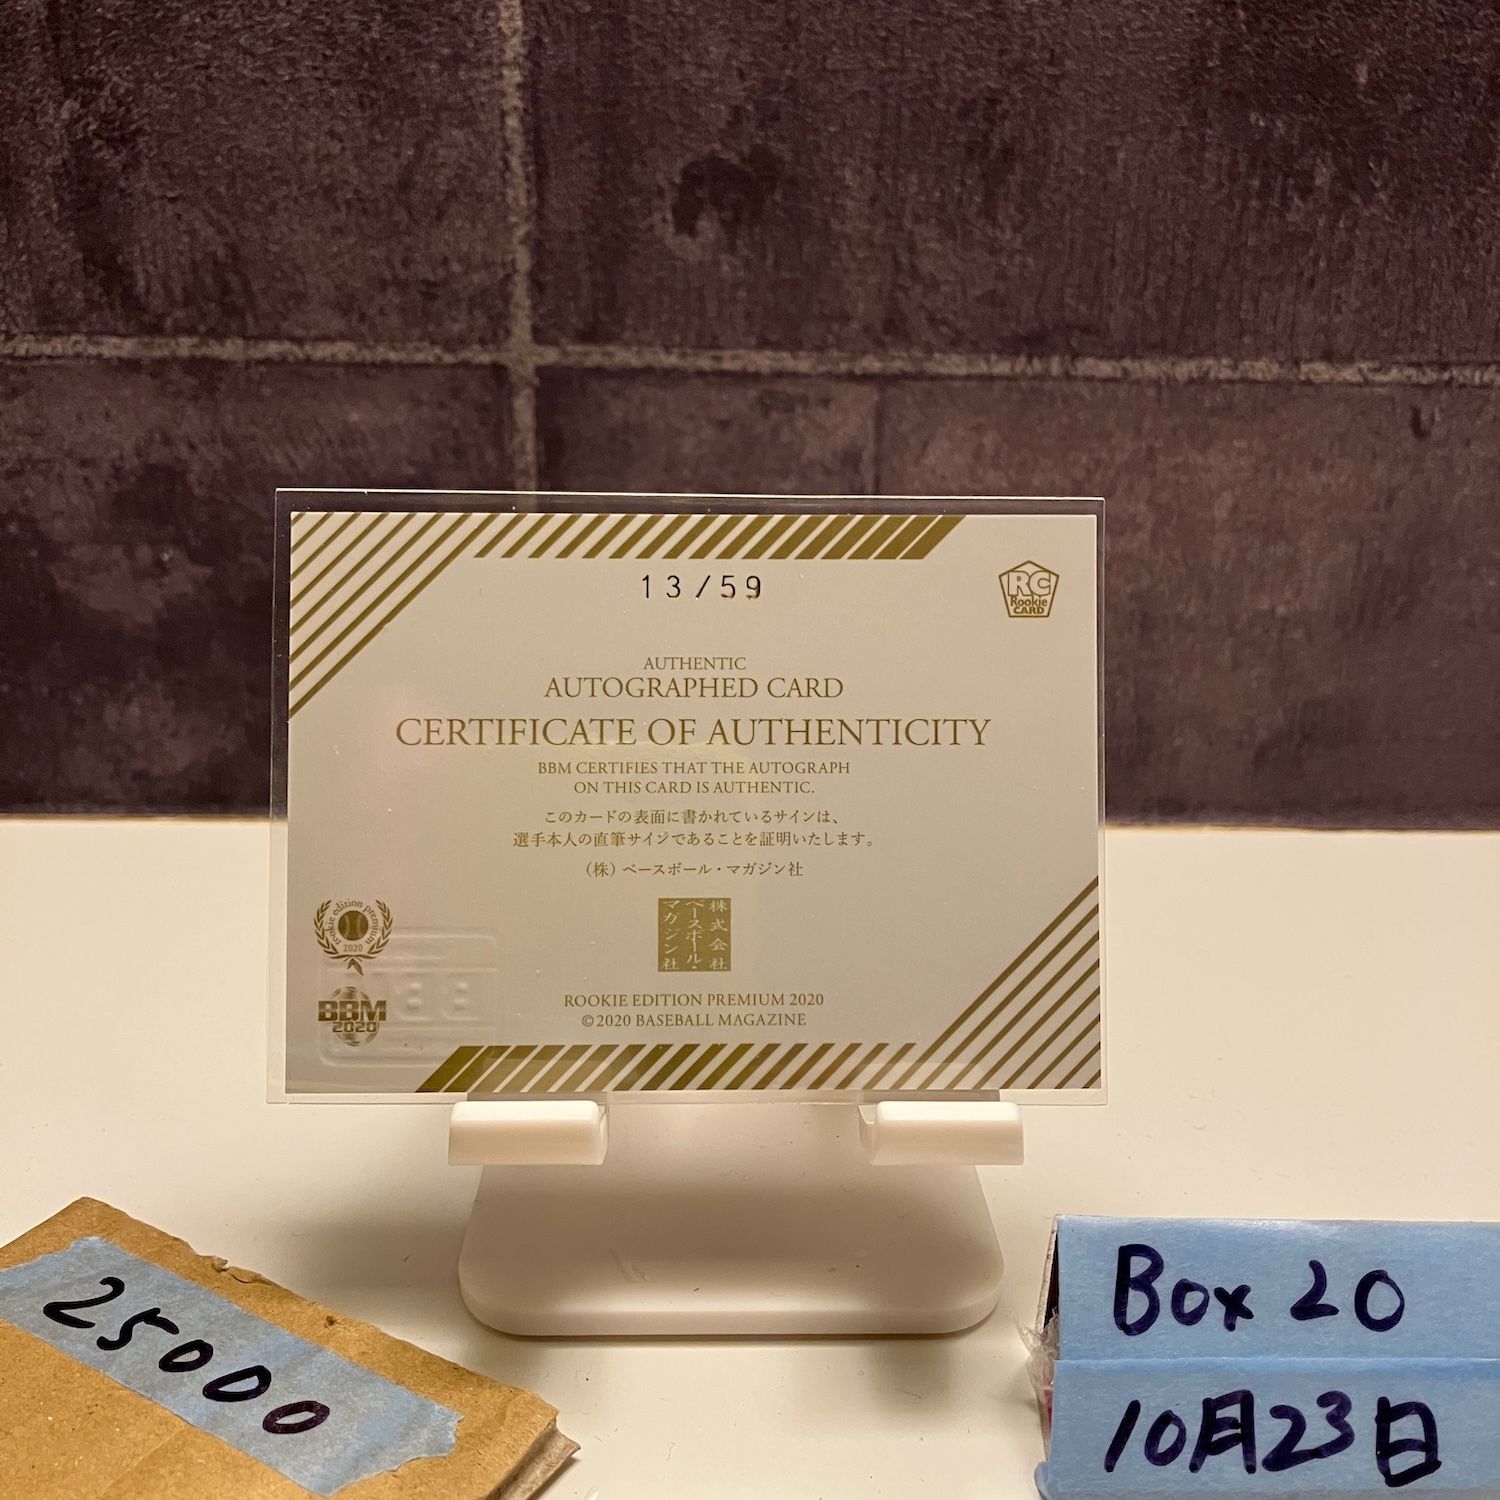 13/59
RC
Rookie
CARD
AUTHENTIC
AUTOGRAPHED CARD
CERTIFICATE OF AUTHENTICITY
BBM CERTIFIES THAT THE AUTOGRAPH
ON THIS CARD IS AUTHENTIC.
このカードの表面に書かれているサインは、
選手本人の直筆サインであることを証明いたします。
（株）ベースボール・マガジン社
株式会社
ベースボール・
マガジン社
rookie edition premium
2020
BBM
2020
ROOKIE EDITION PREMIUM 2020
©2020 BASEBALL MAGAZINE
25000
Box 20
10月23日